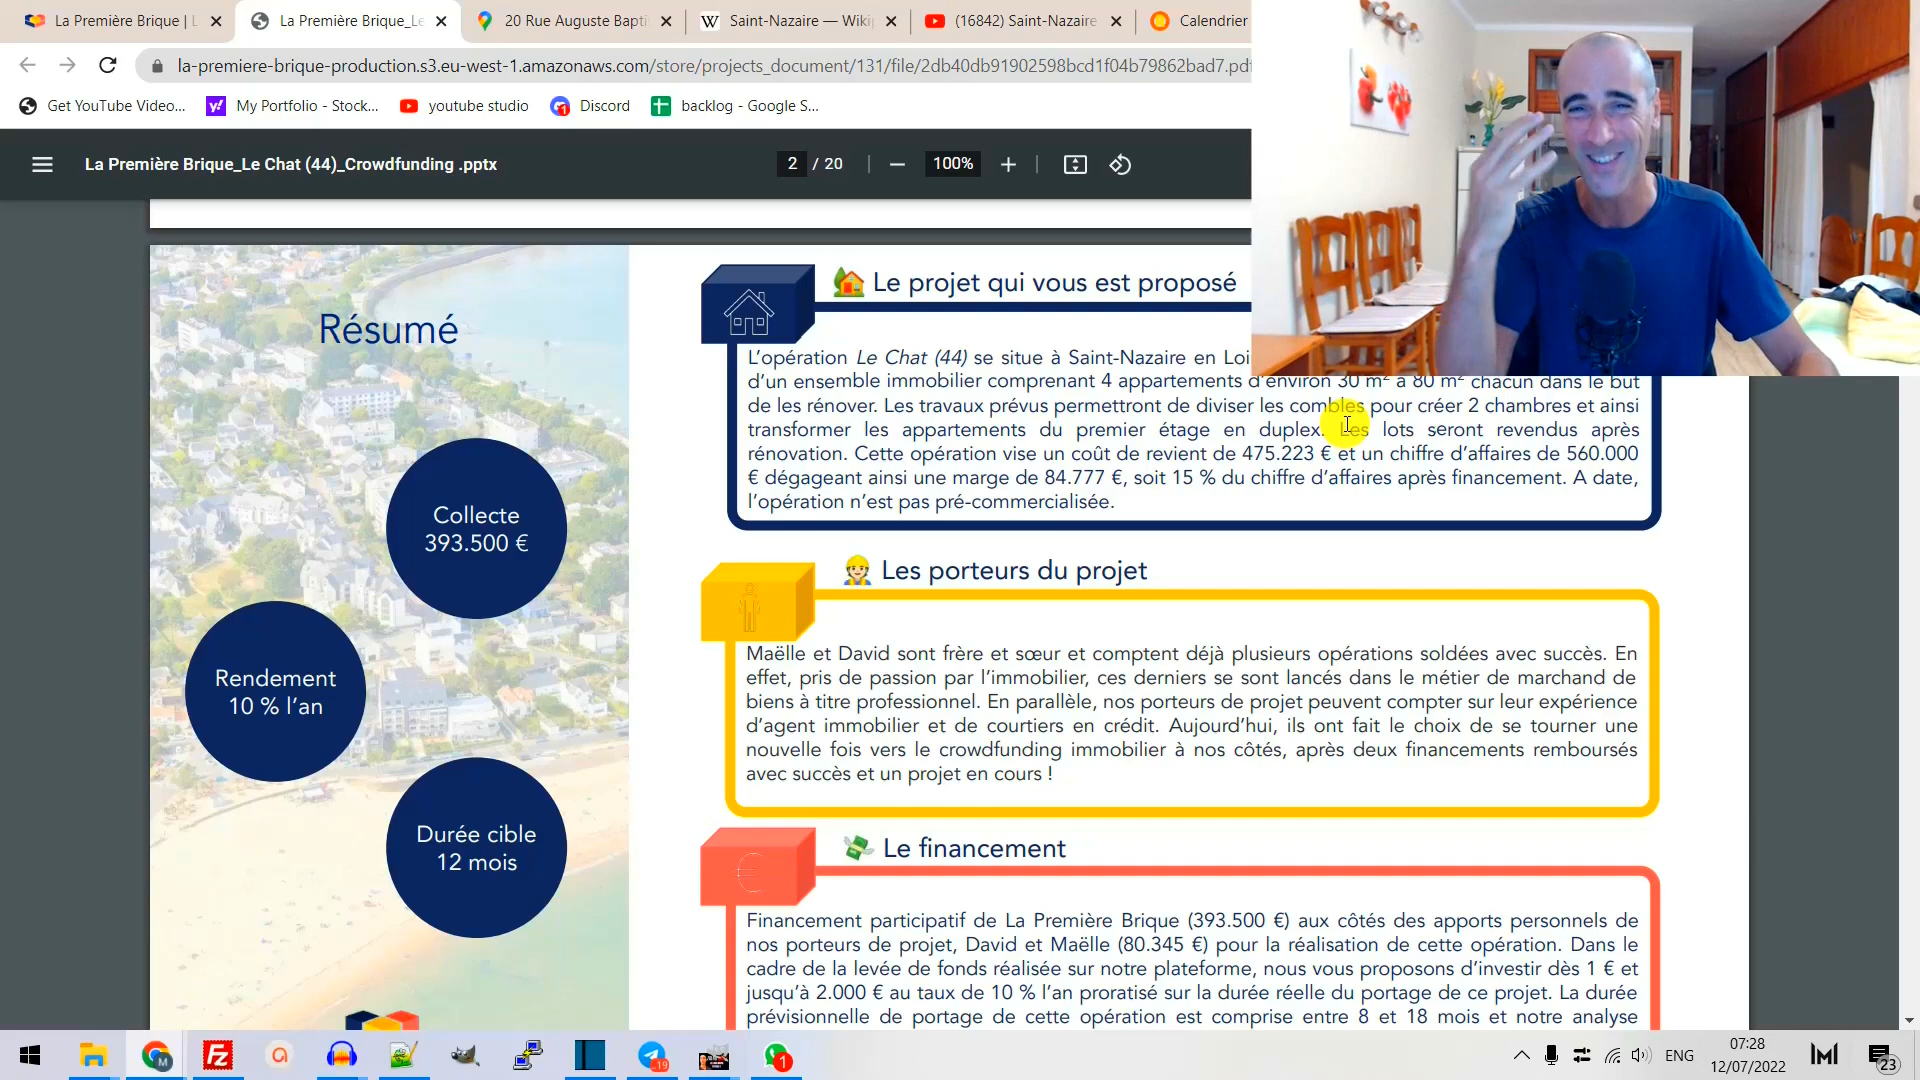 La Première Brique | L
La Première Brique_Le
20 Rue Auguste Bapti
Saint-Nazaire — Wiki
(16842) Saint-Nazaire
Calendrier
la-premiere-brique-production.s3.eu-west-1.amazonaws.com/store/projects_document/131/file/2db40db91902598bcd1f04b79862bad7.pdf
Get YouTube Video...
My Portfolio - Stock...
youtube studio
Discord
backlog - Google S...
La Première Brique_Le Chat (44)_Crowdfunding .pptx
2 / 20
100%
Résumé
Collecte
393.500 €
Rendement
10 % l’an
Durée cible
12 mois
🏡 Le projet qui vous est proposé
L’opération Le Chat (44) se situe à Saint-Nazaire en Loi
d’un ensemble immobilier comprenant 4 appartements d’environ 30 m² à 80 m² chacun dans le but
de les rénover. Les travaux prévus permettront de diviser les combles pour créer 2 chambres et ainsi
transformer les appartements du premier étage en duplex. Les lots seront revendus après
rénovation. Cette opération vise un coût de revient de 475.223 € et un chiffre d’affaires de 560.000
€ dégageant ainsi une marge de 84.777 €, soit 15 % du chiffre d’affaires après financement. A date,
l’opération n’est pas pré-commercialisée.
👷 Les porteurs du projet
Maëlle et David sont frère et sœur et comptent déjà plusieurs opérations soldées avec succès. En
effet, pris de passion par l’immobilier, ces derniers se sont lancés dans le métier de marchand de
biens à titre professionnel. En parallèle, nos porteurs de projet peuvent compter sur leur expérience
d’agent immobilier et de courtiers en crédit. Aujourd’hui, ils ont fait le choix de se tourner une
nouvelle fois vers le crowdfunding immobilier à nos côtés, après deux financements remboursés
avec succès et un projet en cours !
💸 Le financement
Financement participatif de La Première Brique (393.500 €) aux côtés des apports personnels de
nos porteurs de projet, David et Maëlle (80.345 €) pour la réalisation de cette opération. Dans le
cadre de la levée de fonds réalisée sur notre plateforme, nous vous proposons d’investir dès 1 € et
jusqu’à 2.000 € au taux de 10 % l’an proratisé sur la durée réelle du portage de ce projet. La durée
prévisionnelle de portage de cette opération est comprise entre 8 et 18 mois et notre analyse
ENG
07:28
12/07/2022
23
19
1